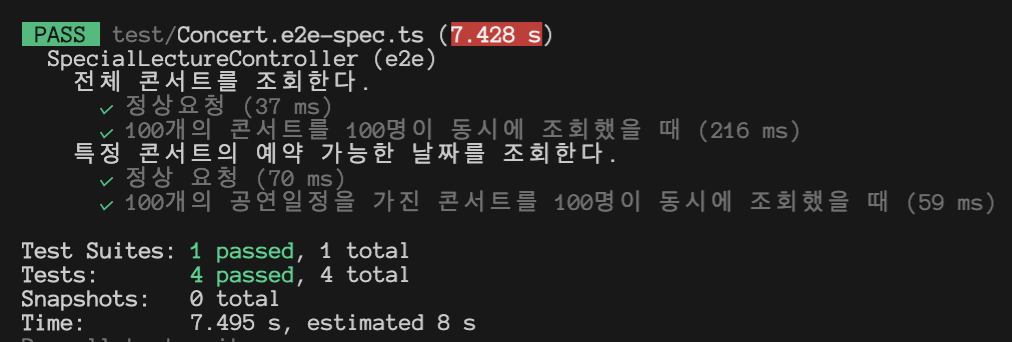 PASS test/Concert.e2e-spec.ts (7.428 s)
SpecialLectureController (e2e)
전체 콘서트를 조회한다.
✓ 정상요청 (37 ms)
✓ 100개의 콘서트를 100명이 동시에 조회했을 때 (216 ms)
특정 콘서트의 예약 가능한 날짜를 조회한다.
✓ 정상 요청 (70 ms)
✓ 100개의 공연일정을 가진 콘서트를 100명이 동시에 조회했을 때 (59 ms)
Test Suites: 1 passed, 1 total
Tests: 4 passed, 4 total
Snapshots: 0 total
Time: 7.495 s, estimated 8 s